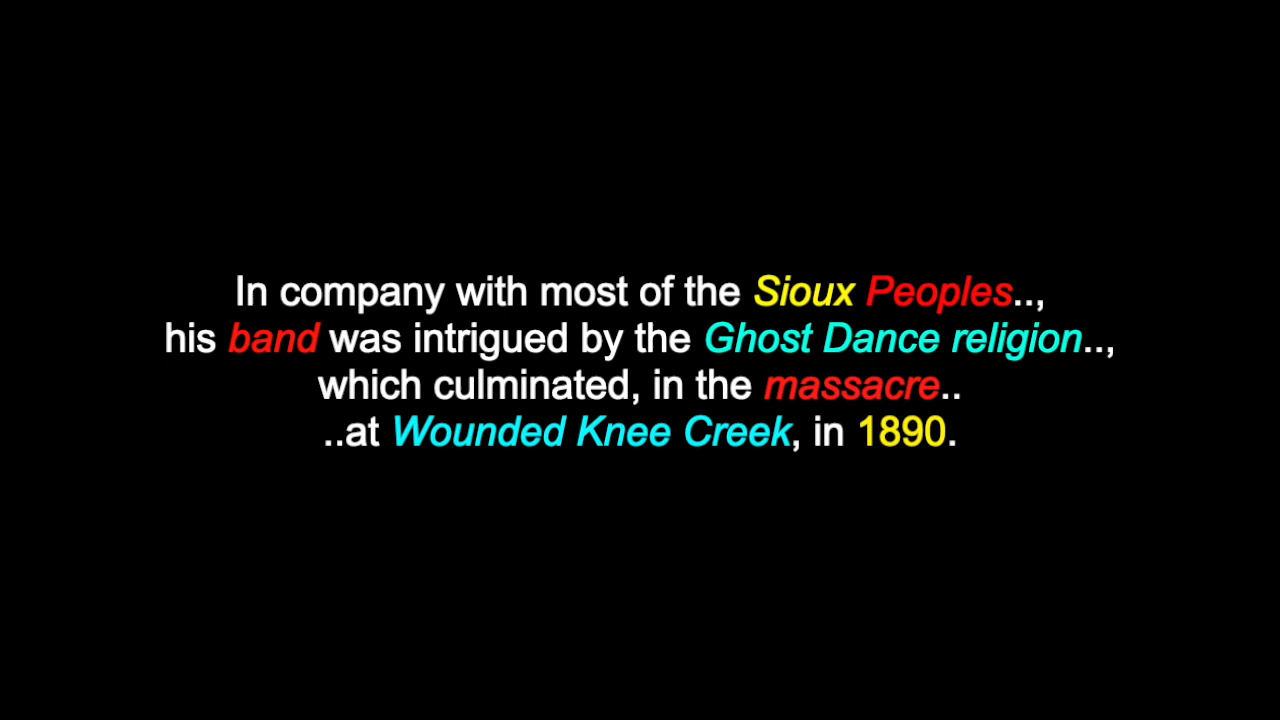 In company with most of the Sioux Peoples..,
his band was intrigued by the Ghost Dance religion..,
which culminated, in the massacre..
..at Wounded Knee Creek, in 1890.